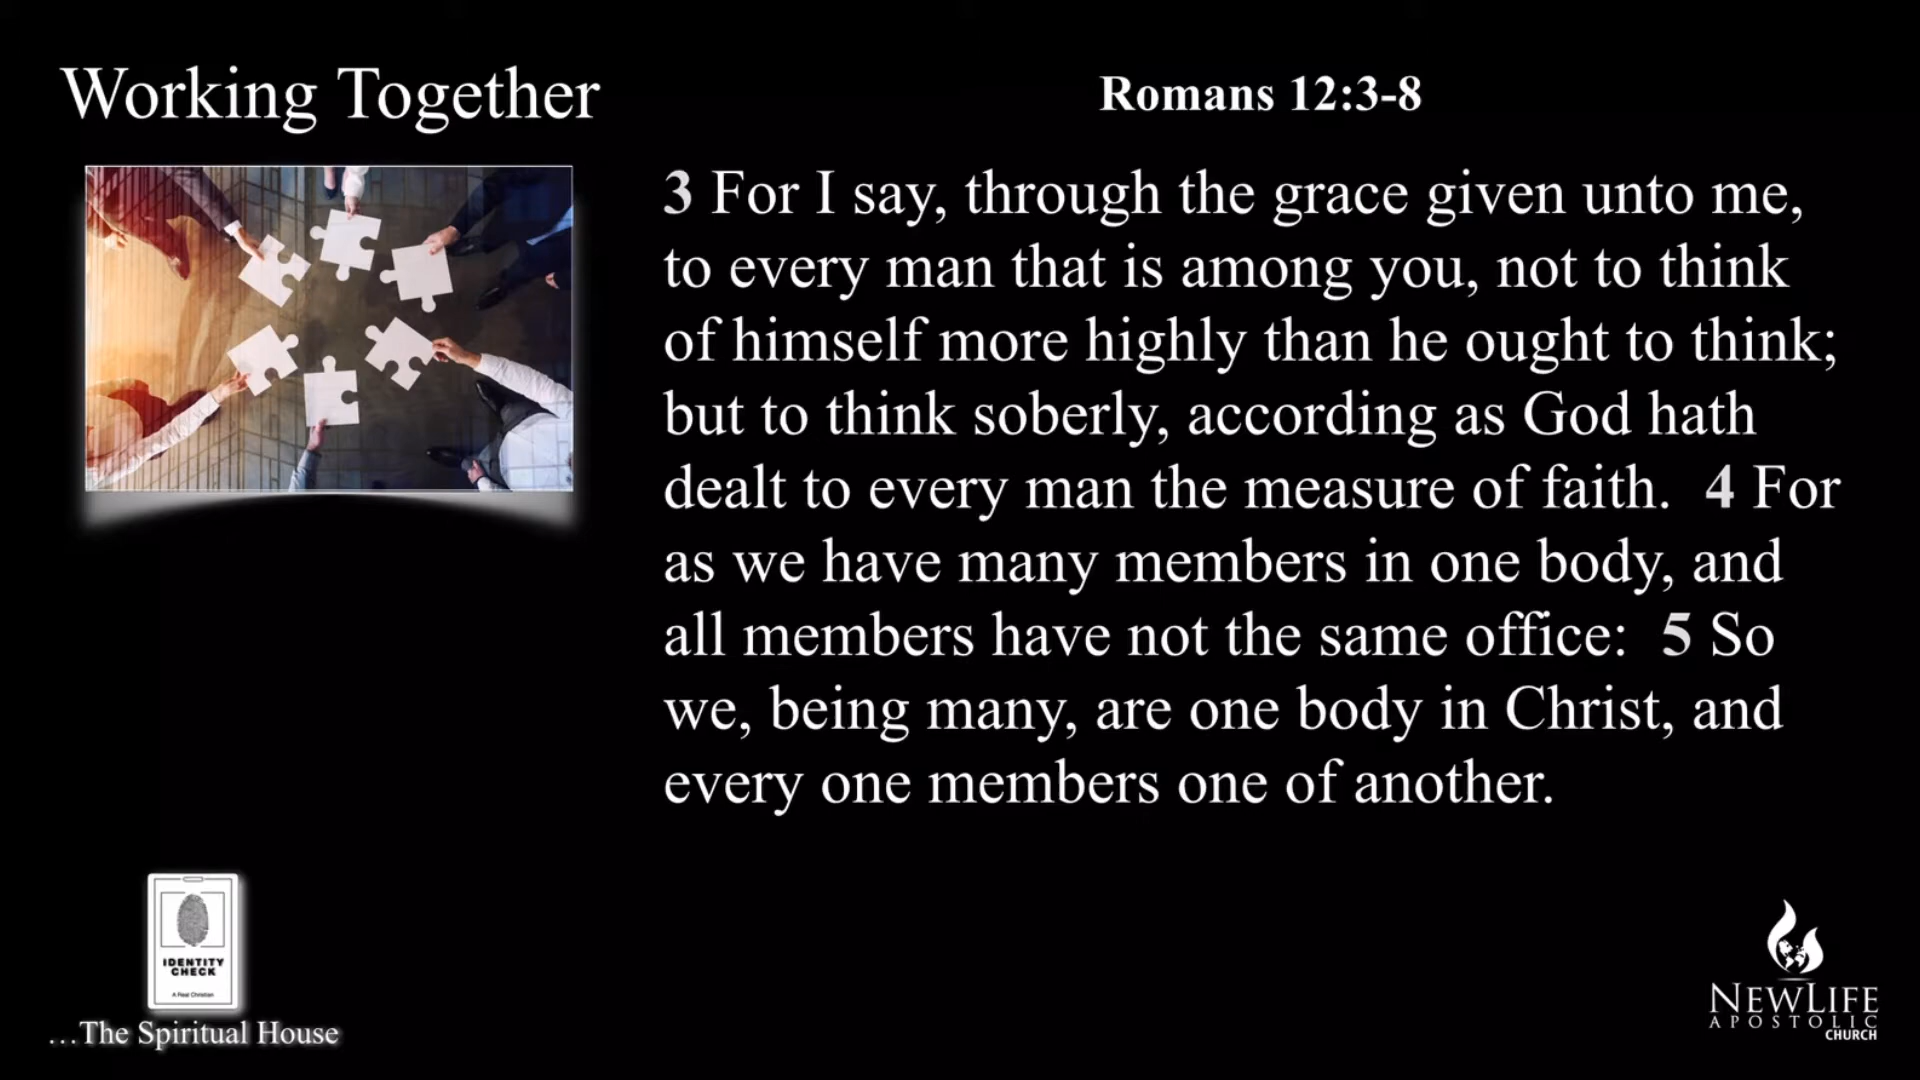 Working Together
Romans 12:3-8
3 For I say, through the grace given unto me,
to every man that is among you, not to think
of himself more highly than he ought to think;
but to think soberly, according as God hath
dealt to every man the measure of faith.  4 For
as we have many members in one body, and
all members have not the same office:  5 So
we, being many, are one body in Christ, and
every one members one of another.
IDENTITY
CHECK
A Real Christian
…The Spiritual House
NEWLIFE
APOSTOLIC
CHURCH